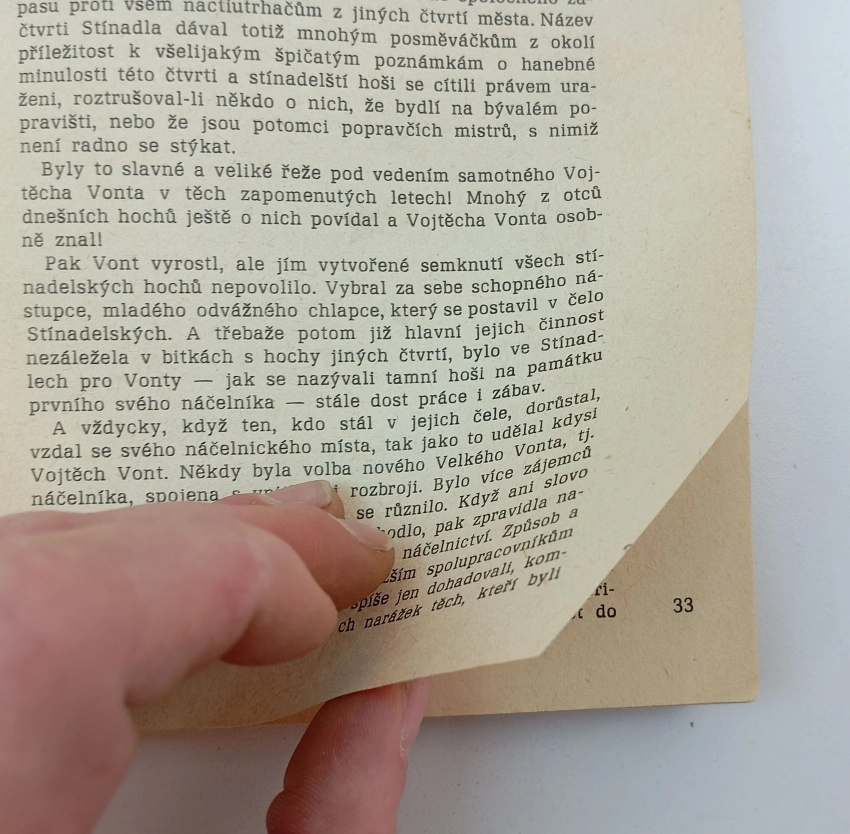 pasu proti všem nactiutrhačům z jiných čtvrtí města. Název
čtvrti Stínadla dával totiž mnohým posměváčkům z okolí
příležitost k všelijakým špičatým poznámkám o hanebné
minulosti této čtvrti a stínadelští hoši se cítili právem ura-
ženi, roztrušoval-li někdo o nich, že bydlí na bývalém po-
pravišti, nebo že jsou potomci popravčích mistrů, s nimiž
není radno se stýkat.
Byly to slavné a veliké řeže pod vedením samotného Voj-
těcha Vonta v těch zapomenutých letech! Mnohý z otců
dnešních hochů ještě o nich povídal a Vojtěcha Vonta osob-
ně znal!
Pak Vont vyrostl, ale jím vytvořené semknutí všech stí-
nadelských hochů nepovolilo. Vybral za sebe schopného ná-
stupce, mladého odvážného chlapce, který se postavil v čelo
Stínadelských. A třebaže potom již hlavní jejich činnost
nezáležela v bitkách s hochy jiných čtvrtí, bylo ve Stínad-
lech pro Vonty — jak se nazývali tamní hoši na památku
prvního svého náčelníka — stále dost práce i zábav.
A vždycky, když ten, kdo stál v jejich čele, dorůstal,
vzdal se svého náčelnického místa, tak jako to udělal kdysi
Vojtěch Vont. Někdy byla volba nového Velkého Vonta, tj.
náčelníka, spojena s rozbroji. Bylo více zájemců
se různilo. Když ani slovo
pak zpravidla na-
náčelnictví. Způsob a
spolupracovníkům
spíše jen dohadovali, kom-
narážek těch, kteří byli
do
33